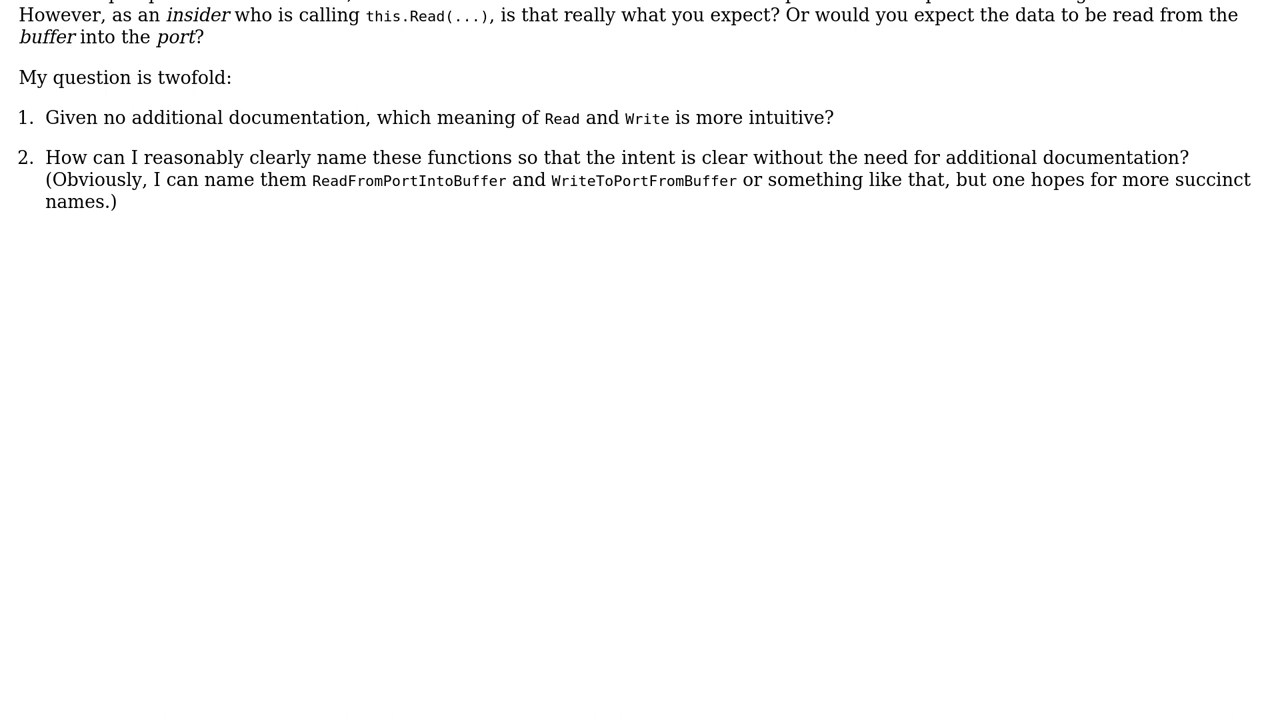 However, as an insider who is calling this.Read(...), is that really what you expect? Or would you expect the data to be read from the
buffer into the port?
My question is twofold:
1. Given no additional documentation, which meaning of Read and Write is more intuitive?
2. How can I reasonably clearly name these functions so that the intent is clear without the need for additional documentation?
(Obviously, I can name them ReadFromPortIntoBuffer and WriteToPortFromBuffer or something like that, but one hopes for more succinct
names.)